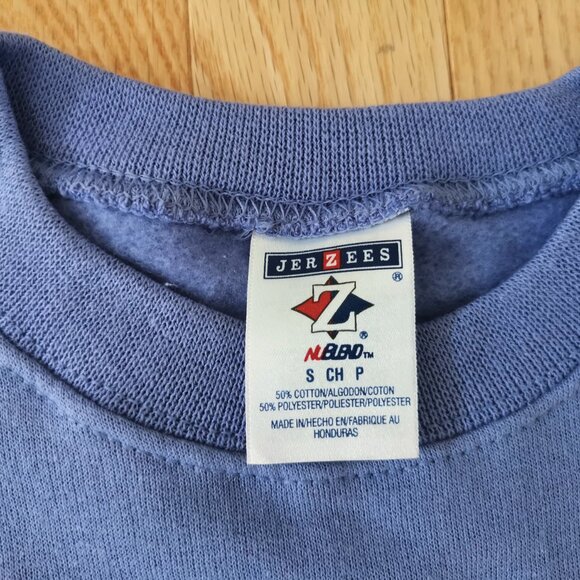 JERZEES
®
Z
®
NUBLEND™
S CH P
50% COTTON/ALGODON/COTON
50% POLYESTER/POLIESTER/POLYESTER
MADE IN/HECHO EN/FABRIQUE AU
HONDURAS